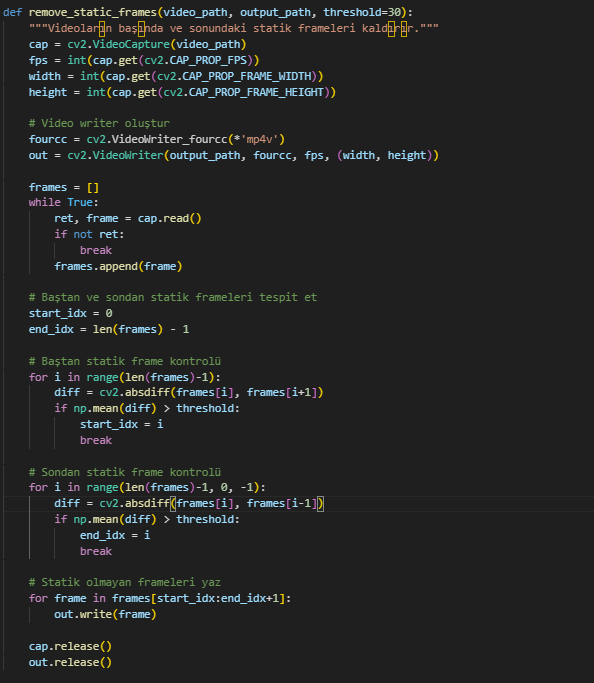 def remove_static_frames(video_path, output_path, threshold=30):
    """Videoların başında ve sonundaki statik frameleri kaldırır."""
    cap = cv2.VideoCapture(video_path)
    fps = int(cap.get(cv2.CAP_PROP_FPS))
    width = int(cap.get(cv2.CAP_PROP_FRAME_WIDTH))
    height = int(cap.get(cv2.CAP_PROP_FRAME_HEIGHT))

    # Video writer oluştur
    fourcc = cv2.VideoWriter_fourcc(*'mp4v')
    out = cv2.VideoWriter(output_path, fourcc, fps, (width, height))

    frames = []
    while True:
        ret, frame = cap.read()
        if not ret:
            break
        frames.append(frame)

    # Baştan ve sondan statik frameleri tespit et
    start_idx = 0
    end_idx = len(frames) - 1

    # Baştan statik frame kontrolü
    for i in range(len(frames)-1):
        diff = cv2.absdiff(frames[i], frames[i+1])
        if np.mean(diff) > threshold:
            start_idx = i
            break

    # Sondan statik frame kontrolü
    for i in range(len(frames)-1, 0, -1):
        diff = cv2.absdiff(frames[i], frames[i-1])
        if np.mean(diff) > threshold:
            end_idx = i
            break

    # Statik olmayan frameleri yaz
    for frame in frames[start_idx:end_idx+1]:
        out.write(frame)

    cap.release()
    out.release()